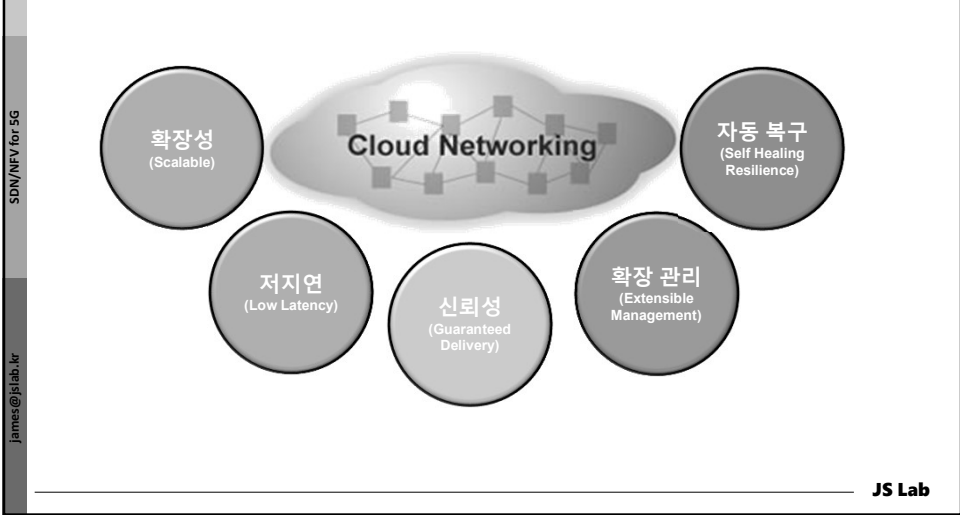 SDN/NFV for 5G
james@jslab.kr
Cloud Networking
확장성
(Scalable)
저지연
(Low Latency)
신뢰성
(Guaranteed
Delivery)
확장 관리
(Extensible
Management)
자동 복구
(Self Healing
Resilience)
JS Lab